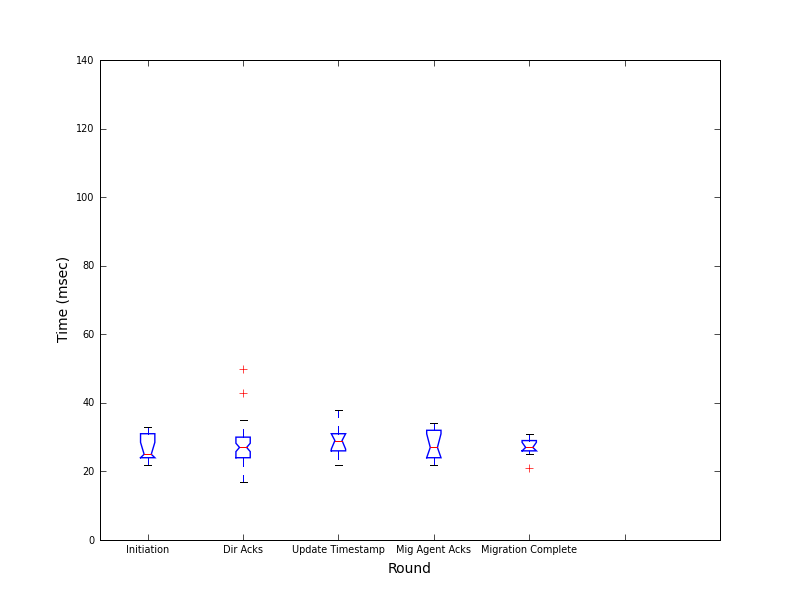 140
120
100
80
60
40
20
0
Time (msec)
Initiation Dir Acks Update Timestamp Mig Agent Acks Migration Complete
Round